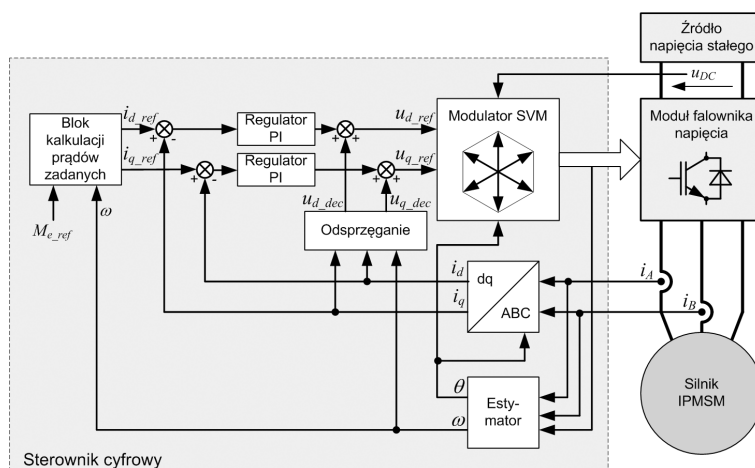 Źródło
napięcia stałego
u_DC
i_d_ref
Blok
kalkulacji
prądów
zadanych
i_q_ref
+
-
Regulator
PI
+
+
u_d_ref
Modulator SVM
Moduł falownika
napięcia
+
-
Regulator
PI
+
+
u_q_ref
M_e_ref
ω
u_d_dec
u_q_dec
Odsprzęganie
i_d
i_q
dq
ABC
i_A
i_B
θ
ω
Esty-
mator
Silnik
IPMSM
Sterownik cyfrowy